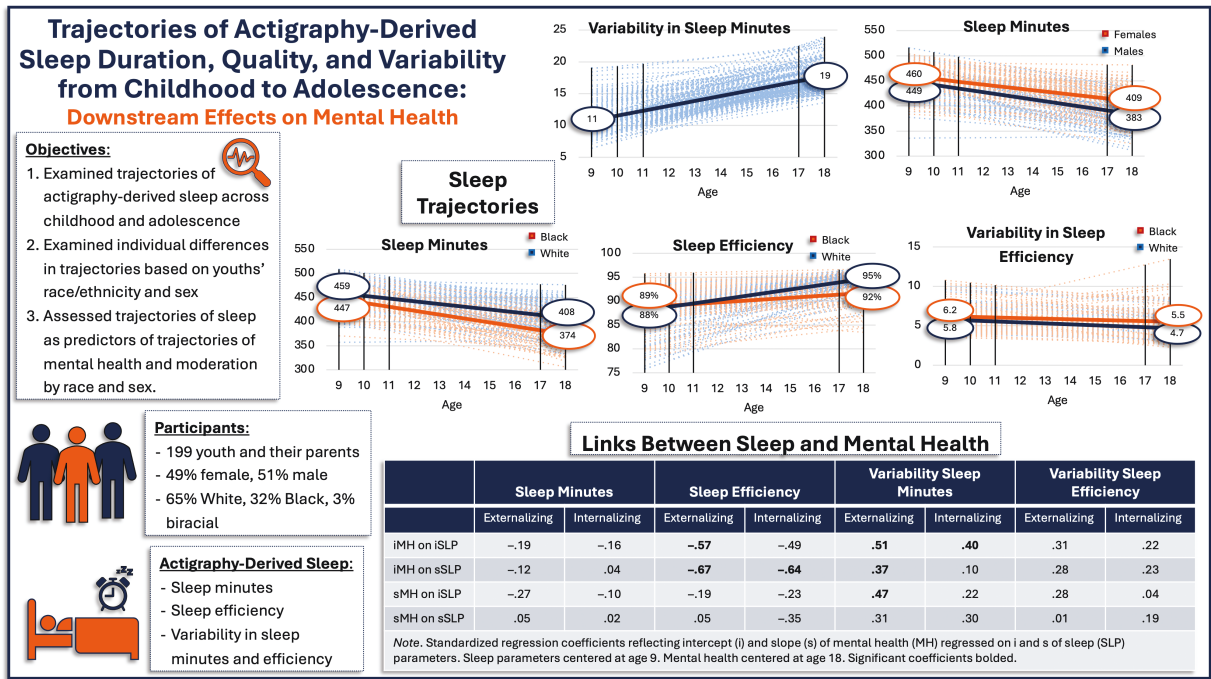 Trajectories of Actigraphy-Derived
Sleep Duration, Quality, and Variability
from Childhood to Adolescence:
Downstream Effects on Mental Health
Objectives:
1. Examined trajectories of
actigraphy-derived sleep across
childhood and adolescence
2. Examined individual differences
in trajectories based on youths'
race/ethnicity and sex
3. Assessed trajectories of sleep
as predictors of trajectories of
mental health and moderation
by race and sex.
Participants:
- 199 youth and their parents
- 49% female, 51% male
- 65% White, 32% Black, 3%
biracial
Actigraphy-Derived Sleep:
- Sleep minutes
- Sleep efficiency
- Variability in sleep
minutes and efficiency
zzz
Sleep
Trajectories
Variability in Sleep Minutes
25
20
15
10
5
11
19
9 10 11 12 13 14 15 16 17 18
Age
Sleep Minutes
Females
Males
550
500
450
400
350
300
460
449
409
383
9 10 11 12 13 14 15 16 17 18
Age
Sleep Minutes
Black
White
550
500
450
400
350
300
459
447
408
374
9 10 11 12 13 14 15 16 17 18
Age
Sleep Efficiency
Black
White
100
95
90
85
80
75
89%
88%
95%
92%
9 10 11 12 13 14 15 16 17 18
Age
Variability in Sleep
Efficiency
Black
White
15
10
5
0
6.2
5.8
5.5
4.7
9 10 11 12 13 14 15 16 17 18
Age
Links Between Sleep and Mental Health
Sleep Minutes Sleep Efficiency Variability Sleep Minutes Variability Sleep Efficiency
Externalizing Internalizing Externalizing Internalizing Externalizing Internalizing Externalizing Internalizing
iMH on iSLP –.19 –.16 –.57 –.49 .51 .40 .31 .22
iMH on sSLP –.12 .04 –.67 –.64 .37 .10 .28 .23
sMH on iSLP –.27 –.10 –.19 –.23 .47 .22 .28 .04
sMH on sSLP .05 .02 .05 –.35 .31 .30 .01 .19
Note. Standardized regression coefficients reflecting intercept (i) and slope (s) of mental health (MH) regressed on i and s of sleep (SLP)
parameters. Sleep parameters centered at age 9. Mental health centered at age 18. Significant coefficients bolded.